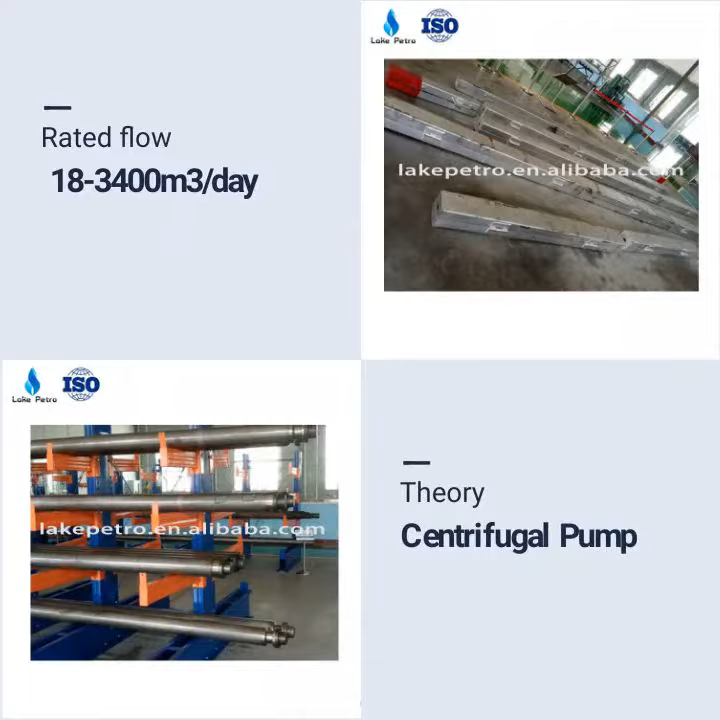 Rated flow
18-3400m3/day
Lake Petro
ISO
lakepetro.en.alibaba.com
Lake Petro
ISO
lakepetro.en.alibaba.com
Theory
Centrifugal Pump